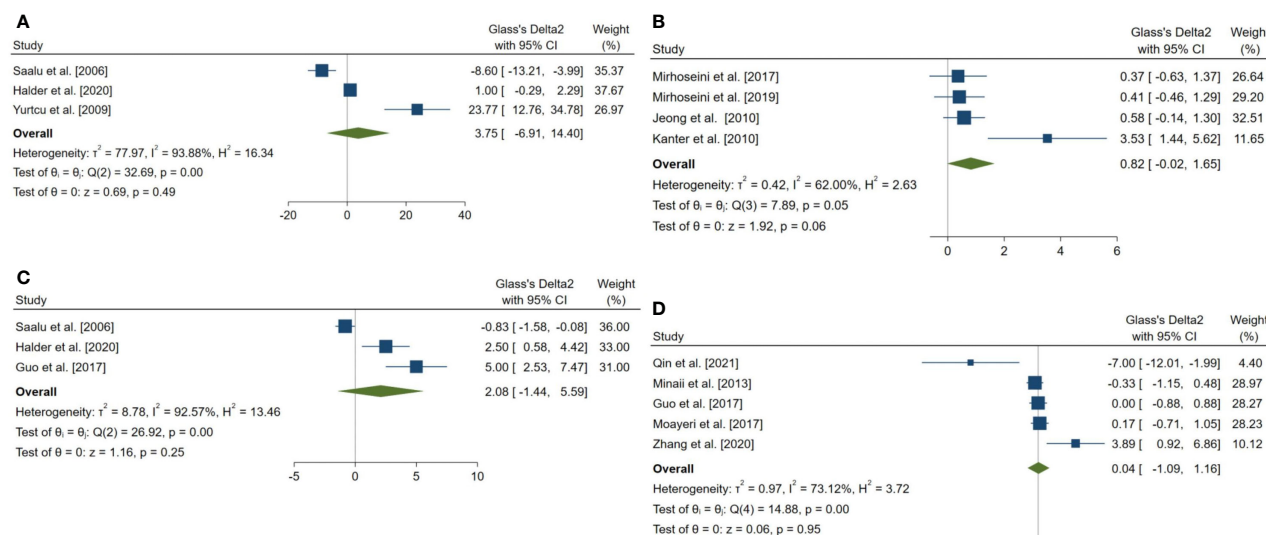 A
Glass's Delta2 Weight
Study with 95% CI (%)
Saalu et al. [2006] -8.60 [ -13.21, -3.99] 35.37
Halder et al. [2020] 1.00 [ -0.29, 2.29] 37.67
Yurtcu et al. [2009] 23.77 [ 12.76, 34.78] 26.97
Overall 3.75 [ -6.91, 14.40]
Heterogeneity: τ² = 77.97, I² = 93.88%, H² = 16.34
Test of θᵢ = θⱼ: Q(2) = 32.69, p = 0.00
Test of θ = 0: z = 0.69, p = 0.49
-20 0 20 40
B
Glass's Delta2 Weight
Study with 95% CI (%)
Mirhoseini et al. [2017] 0.37 [ -0.63, 1.37] 26.64
Mirhoseini et al. [2019] 0.41 [ -0.46, 1.29] 29.20
Jeong et al. [2010] 0.58 [ -0.14, 1.30] 32.51
Kanter et al. [2010] 3.53 [ 1.44, 5.62] 11.65
Overall 0.82 [ -0.02, 1.65]
Heterogeneity: τ² = 0.42, I² = 62.00%, H² = 2.63
Test of θᵢ = θⱼ: Q(3) = 7.89, p = 0.05
Test of θ = 0: z = 1.92, p = 0.06
0 2 4 6
C
Glass's Delta2 Weight
Study with 95% CI (%)
Saalu et al. [2006] -0.83 [ -1.58, -0.08] 36.00
Halder et al. [2020] 2.50 [ 0.58, 4.42] 33.00
Guo et al. [2017] 5.00 [ 2.53, 7.47] 31.00
Overall 2.08 [ -1.44, 5.59]
Heterogeneity: τ² = 8.78, I² = 92.57%, H² = 13.46
Test of θᵢ = θⱼ: Q(2) = 26.92, p = 0.00
Test of θ = 0: z = 1.16, p = 0.25
-5 0 5 10
D
Glass's Delta2 Weight
Study with 95% CI (%)
Qin et al. [2021] -7.00 [ -12.01, -1.99] 4.40
Minaii et al. [2013] -0.33 [ -1.15, 0.48] 28.97
Guo et al. [2017] 0.00 [ -0.88, 0.88] 28.27
Moayeri et al. [2017] 0.17 [ -0.71, 1.05] 28.23
Zhang et al. [2020] 3.89 [ 0.92, 6.86] 10.12
Overall 0.04 [ -1.09, 1.16]
Heterogeneity: τ² = 0.97, I² = 73.12%, H² = 3.72
Test of θᵢ = θⱼ: Q(4) = 14.88, p = 0.00
Test of θ = 0: z = 0.06, p = 0.95